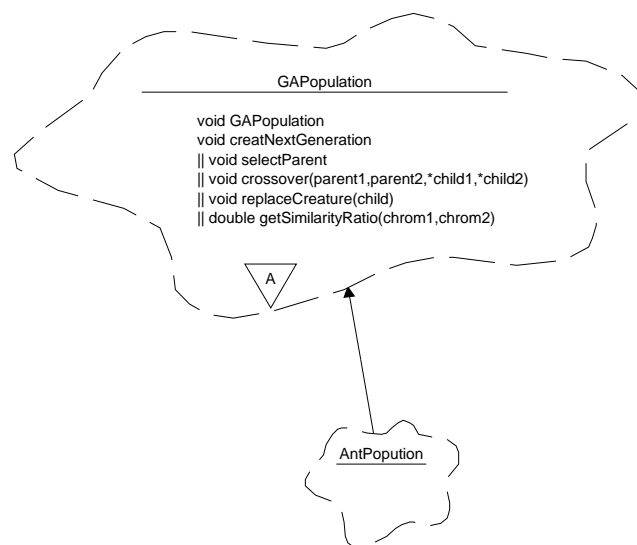 GAPopulation
void GAPopulation
void creatNextGeneration
|| void selectParent
|| void crossover(parent1,parent2,*child1,*child2)
|| void replaceCreature(child)
|| double getSimilarityRatio(chrom1,chrom2)
A
AntPopution